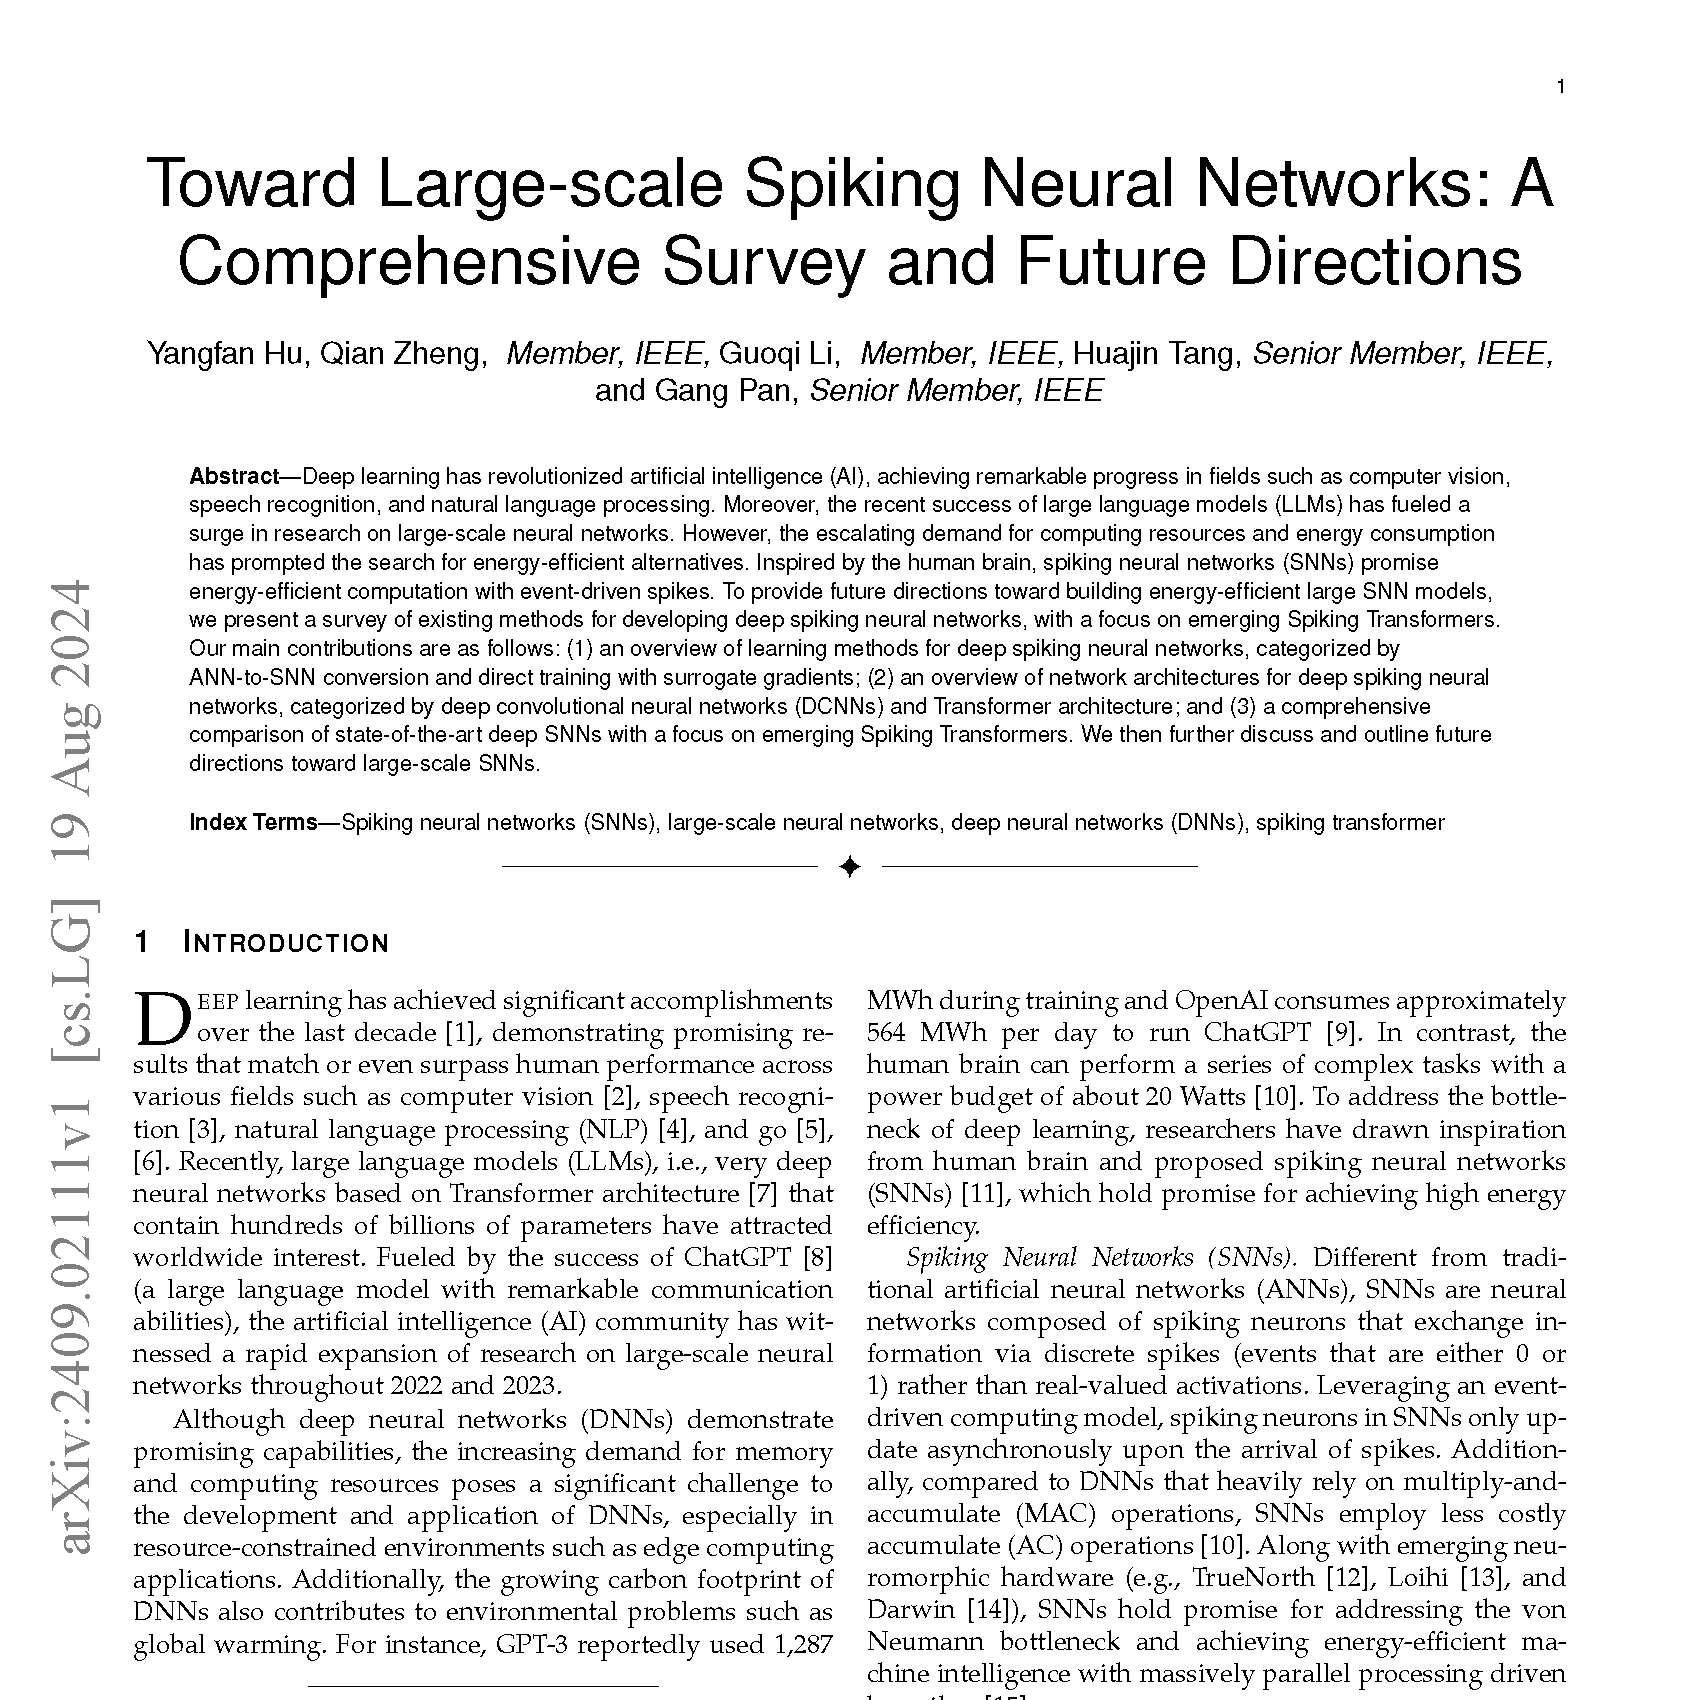 1
Toward Large-scale Spiking Neural Networks: A
Comprehensive Survey and Future Directions
Yangfan Hu, Qian Zheng, Member, IEEE, Guoqi Li, Member, IEEE, Huajin Tang, Senior Member, IEEE,
and Gang Pan, Senior Member, IEEE
Abstract—Deep learning has revolutionized artificial intelligence (AI), achieving remarkable progress in fields such as computer vision,
speech recognition, and natural language processing. Moreover, the recent success of large language models (LLMs) has fueled a
surge in research on large-scale neural networks. However, the escalating demand for computing resources and energy consumption
has prompted the search for energy-efficient alternatives. Inspired by the human brain, spiking neural networks (SNNs) promise
energy-efficient computation with event-driven spikes. To provide future directions toward building energy-efficient large SNN models,
we present a survey of existing methods for developing deep spiking neural networks, with a focus on emerging Spiking Transformers.
Our main contributions are as follows: (1) an overview of learning methods for deep spiking neural networks, categorized by
ANN-to-SNN conversion and direct training with surrogate gradients; (2) an overview of network architectures for deep spiking neural
networks, categorized by deep convolutional neural networks (DCNNs) and Transformer architecture; and (3) a comprehensive
comparison of state-of-the-art deep SNNs with a focus on emerging Spiking Transformers. We then further discuss and outline future
directions toward large-scale SNNs.
Index Terms—Spiking neural networks (SNNs), large-scale neural networks, deep neural networks (DNNs), spiking transformer
1 INTRODUCTION
DEEP learning has achieved significant accomplishments
over the last decade [1], demonstrating promising re-
sults that match or even surpass human performance across
various fields such as computer vision [2], speech recogni-
tion [3], natural language processing (NLP) [4], and go [5],
[6]. Recently, large language models (LLMs), i.e., very deep
neural networks based on Transformer architecture [7] that
contain hundreds of billions of parameters have attracted
worldwide interest. Fueled by the success of ChatGPT [8]
(a large language model with remarkable communication
abilities), the artificial intelligence (AI) community has wit-
nessed a rapid expansion of research on large-scale neural
networks throughout 2022 and 2023.
Although deep neural networks (DNNs) demonstrate
promising capabilities, the increasing demand for memory
and computing resources poses a significant challenge to
the development and application of DNNs, especially in
resource-constrained environments such as edge computing
applications. Additionally, the growing carbon footprint of
DNNs also contributes to environmental problems such as
global warming. For instance, GPT-3 reportedly used 1,287
MWh during training and OpenAI consumes approximately
564 MWh per day to run ChatGPT [9]. In contrast, the
human brain can perform a series of complex tasks with a
power budget of about 20 Watts [10]. To address the bottle-
neck of deep learning, researchers have drawn inspiration
from human brain and proposed spiking neural networks
(SNNs) [11], which hold promise for achieving high energy
efficiency.
Spiking Neural Networks (SNNs). Different from tradi-
tional artificial neural networks (ANNs), SNNs are neural
networks composed of spiking neurons that exchange in-
formation via discrete spikes (events that are either 0 or
1) rather than real-valued activations. Leveraging an event-
driven computing model, spiking neurons in SNNs only up-
date asynchronously upon the arrival of spikes. Addition-
ally, compared to DNNs that heavily rely on multiply-and-
accumulate (MAC) operations, SNNs employ less costly
accumulate (AC) operations [10]. Along with emerging neu-
romorphic hardware (e.g., TrueNorth [12], Loihi [13], and
Darwin [14]), SNNs hold promise for addressing the von
Neumann bottleneck and achieving energy-efficient ma-
chine intelligence with massively parallel processing driven
arXiv:2409.02111v1 [cs.LG] 19 Aug 2024